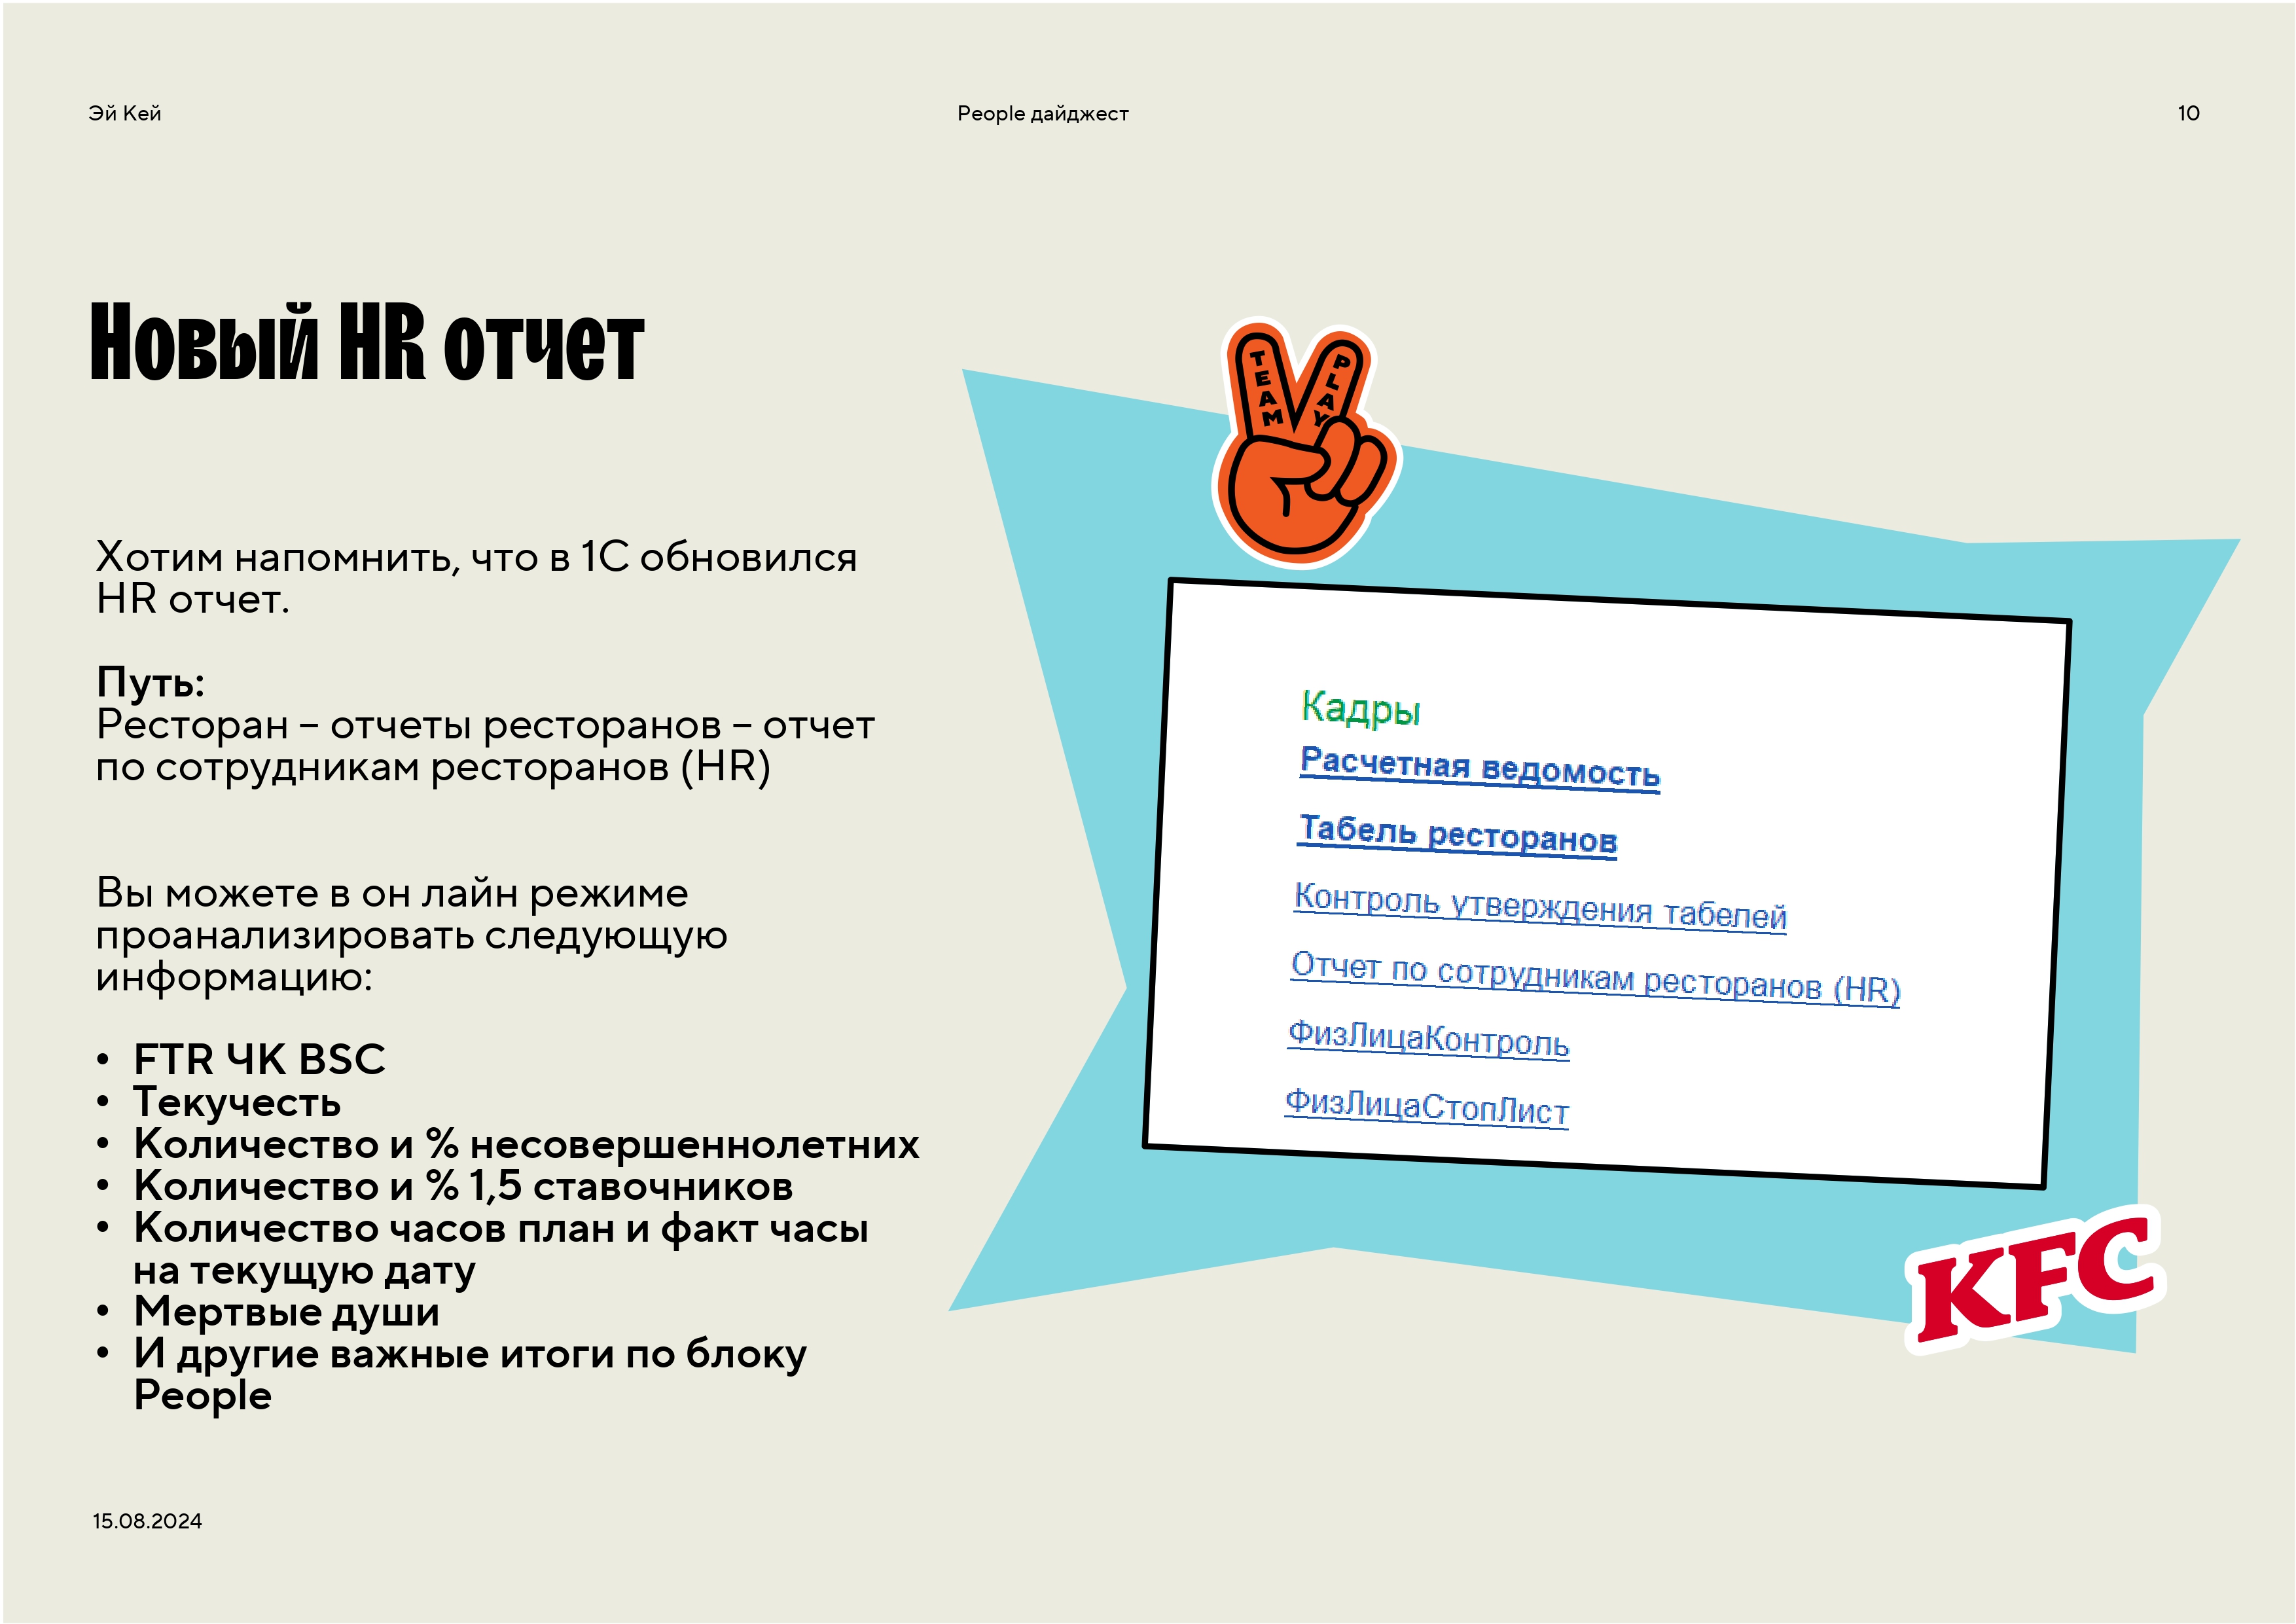 Эй Кей
People дайджест
10
Новый HR отчет
Хотим напомнить, что в 1С обновился
HR отчет.
Путь:
Ресторан – отчеты ресторанов – отчет
по сотрудникам ресторанов (HR)
Вы можете в он лайн режиме
проанализировать следующую
информацию:
• FTR ЧК BSC
• Текучесть
• Количество и % несовершеннолетних
• Количество и % 1,5 ставочников
• Количество часов план и факт часы
на текущую дату
• Мертвые души
• И другие важные итоги по блоку
People
TEAM
PLAY
Кадры
Расчетная ведомость
Табель ресторанов
Контроль утверждения табелей
Отчет по сотрудникам ресторанов (HR)
ФизЛицаКонтроль
ФизЛицаСтопЛист
KFC
15.08.2024